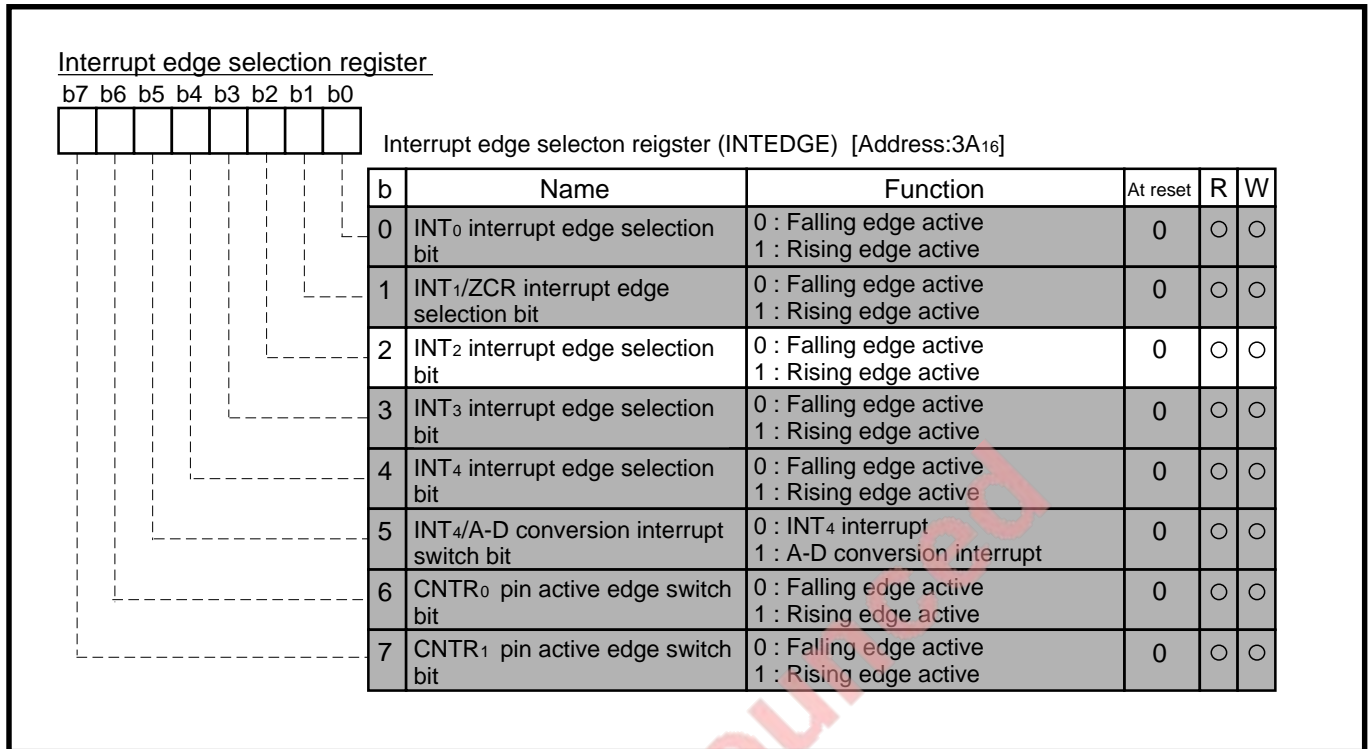 Interrupt edge selection register
b7 b6 b5 b4 b3 b2 b1 b0
Interrupt edge selecton reigster (INTEDGE) [Address:3A16]
b Name Function At reset R W
0 INT0 interrupt edge selection bit 0 : Falling edge active 1 : Rising edge active 0 ○ ○
1 INT1/ZCR interrupt edge selection bit 0 : Falling edge active 1 : Rising edge active 0 ○ ○
2 INT2 interrupt edge selection bit 0 : Falling edge active 1 : Rising edge active 0 ○ ○
3 INT3 interrupt edge selection bit 0 : Falling edge active 1 : Rising edge active 0 ○ ○
4 INT4 interrupt edge selection bit 0 : Falling edge active 1 : Rising edge active 0 ○ ○
5 INT4/A-D conversion interrupt switch bit 0 : INT4 interrupt 1 : A-D conversion interrupt 0 ○ ○
6 CNTR0 pin active edge switch bit 0 : Falling edge active 1 : Rising edge active 0 ○ ○
7 CNTR1 pin active edge switch bit 0 : Falling edge active 1 : Rising edge active 0 ○ ○